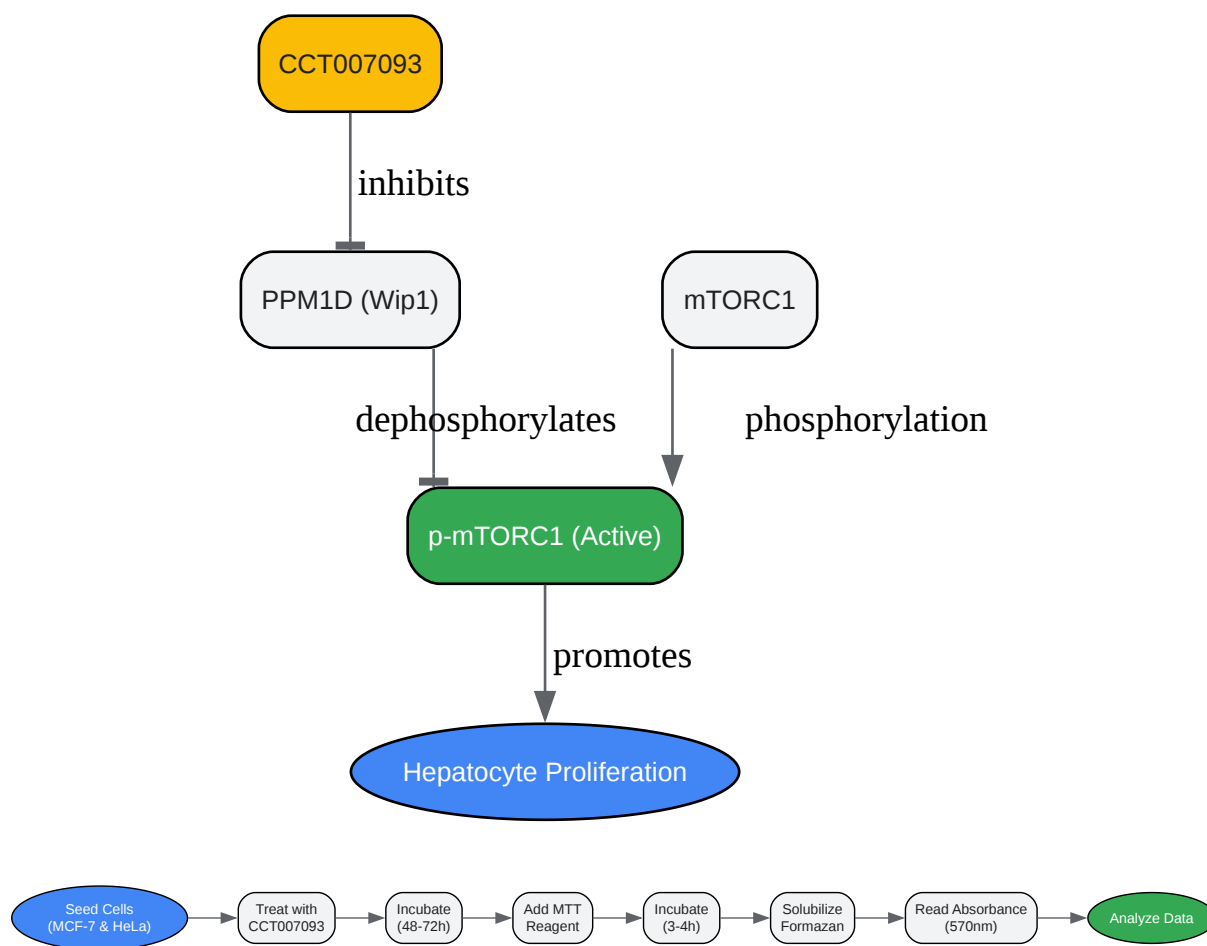 CCT007093
inhibits
PPM1D (Wip1)
mTORC1
dephosphorylates
phosphorylation
p-mTORC1 (Active)
promotes
Hepatocyte Proliferation
Seed Cells
(MCF-7 & HeLa)
Treat with
CCT007093
Incubate
(48-72h)
Add MTT
Reagent
Incubate
(3-4h)
Solubilize
Formazan
Read Absorbance
(570nm)
Analyze Data